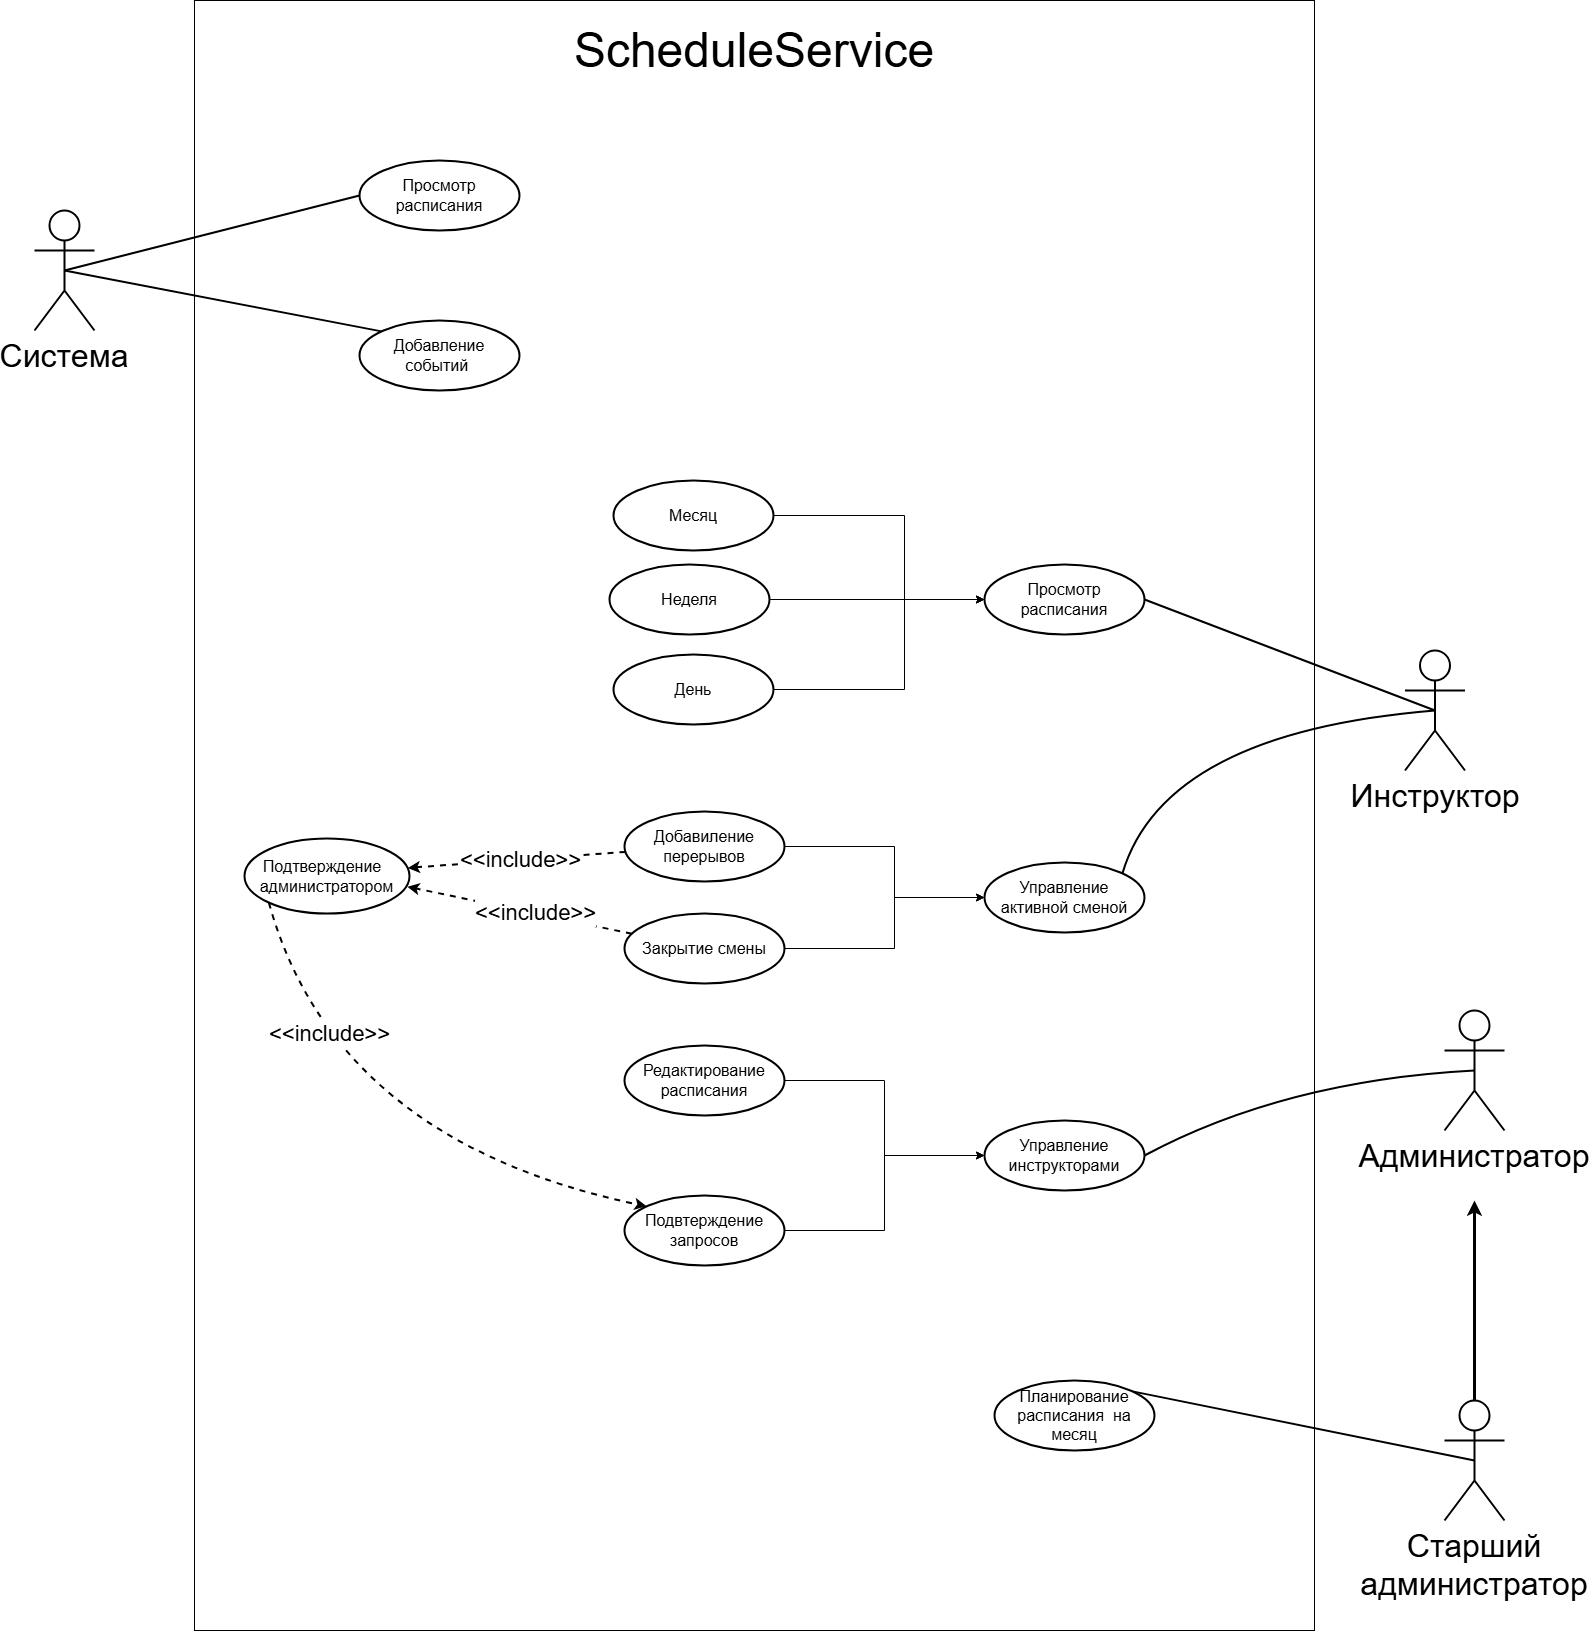 ScheduleService
Просмотр
расписания
Система
Добавление
событий
Месяц
Неделя
День
Просмотр
расписания
Инструктор
Подтверждение
администратором
<<include>>
<<include>>
Добавиление
перерывов
Закрытие смены
Управление
активной сменой
<<include>>
Редактирование
расписания
Подвтерждение
запросов
Управление
инструкторами
Администратор
Планирование
расписания на
месяц
Старший
администратор